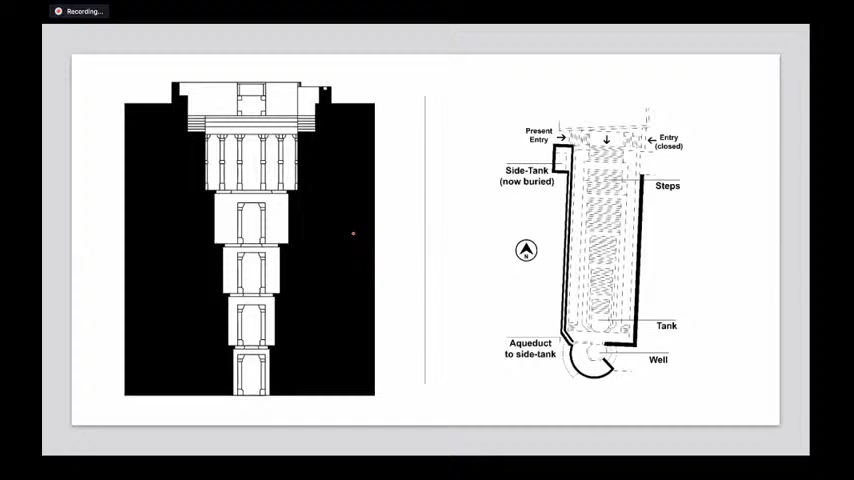 Recording...
Present
Entry
Entry
(closed)
Side-Tank
(now buried)
Steps
N
Tank
Aqueduct
to side-tank
Well